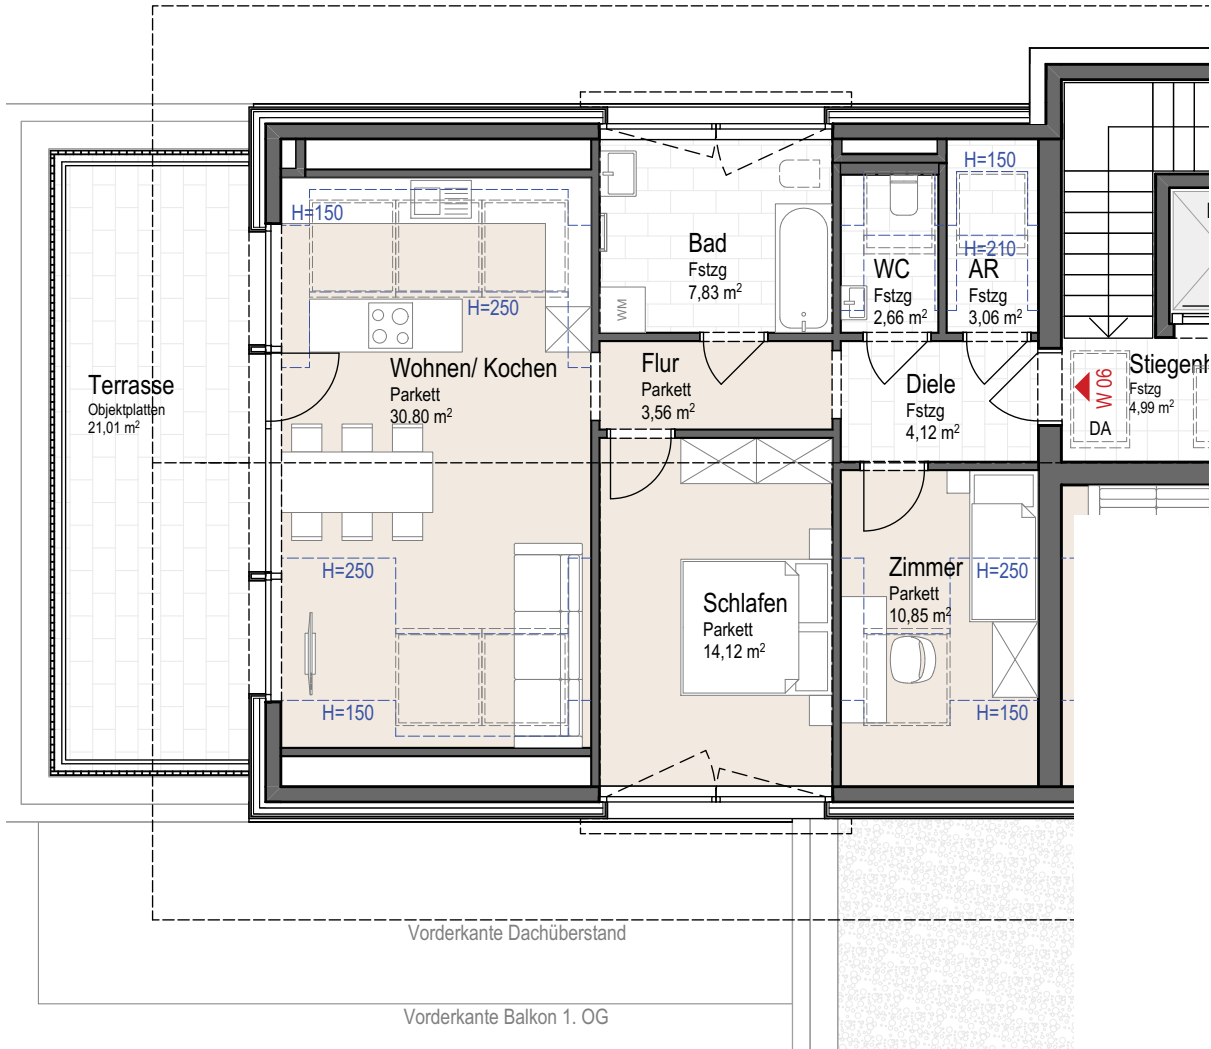 H=150
H=150
H=250
Bad
Fstzg
7,83 m²
WM
WC
Fstzg
2,66 m²
H=210
AR
Fstzg
3,06 m²
Terrasse
Objektplatten
21,01 m²
Wohnen/ Kochen
Parkett
30,80 m²
Flur
Parkett
3,56 m²
Diele
Fstzg
4,12 m²
W 06
DA
Stiegenh
Fstzg
4,99 m²
H=250
Schlafen
Parkett
14,12 m²
Zimmer
Parkett
10,85 m²
H=250
H=150
H=150
Vorderkante Dachüberstand
Vorderkante Balkon 1. OG